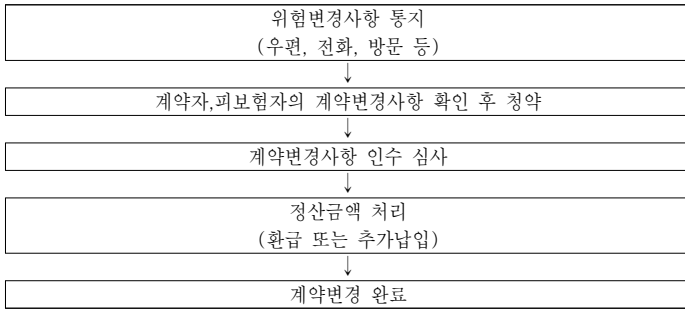 위험변경사항 통지
(우편, 전화, 방문 등)
↓
계약자,피보험자의 계약변경사항 확인 후 청약
↓
계약변경사항 인수 심사
↓
정산금액 처리
(환급 또는 추가납입)
↓
계약변경 완료